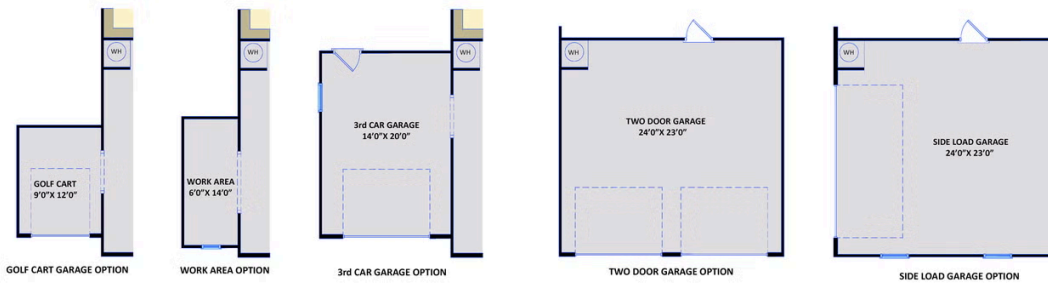 WH
WH
WH
WH
WH
3rd CAR GARAGE
14'0"X 20'0"
TWO DOOR GARAGE
24'0"X 23'0"
SIDE LOAD GARAGE
24'0"X 23'0"
GOLF CART
9'0"X 12'0"
WORK AREA
6'0"X 14'0"
GOLF CART GARAGE OPTION
WORK AREA OPTION
3rd CAR GARAGE OPTION
TWO DOOR GARAGE OPTION
SIDE LOAD GARAGE OPTION